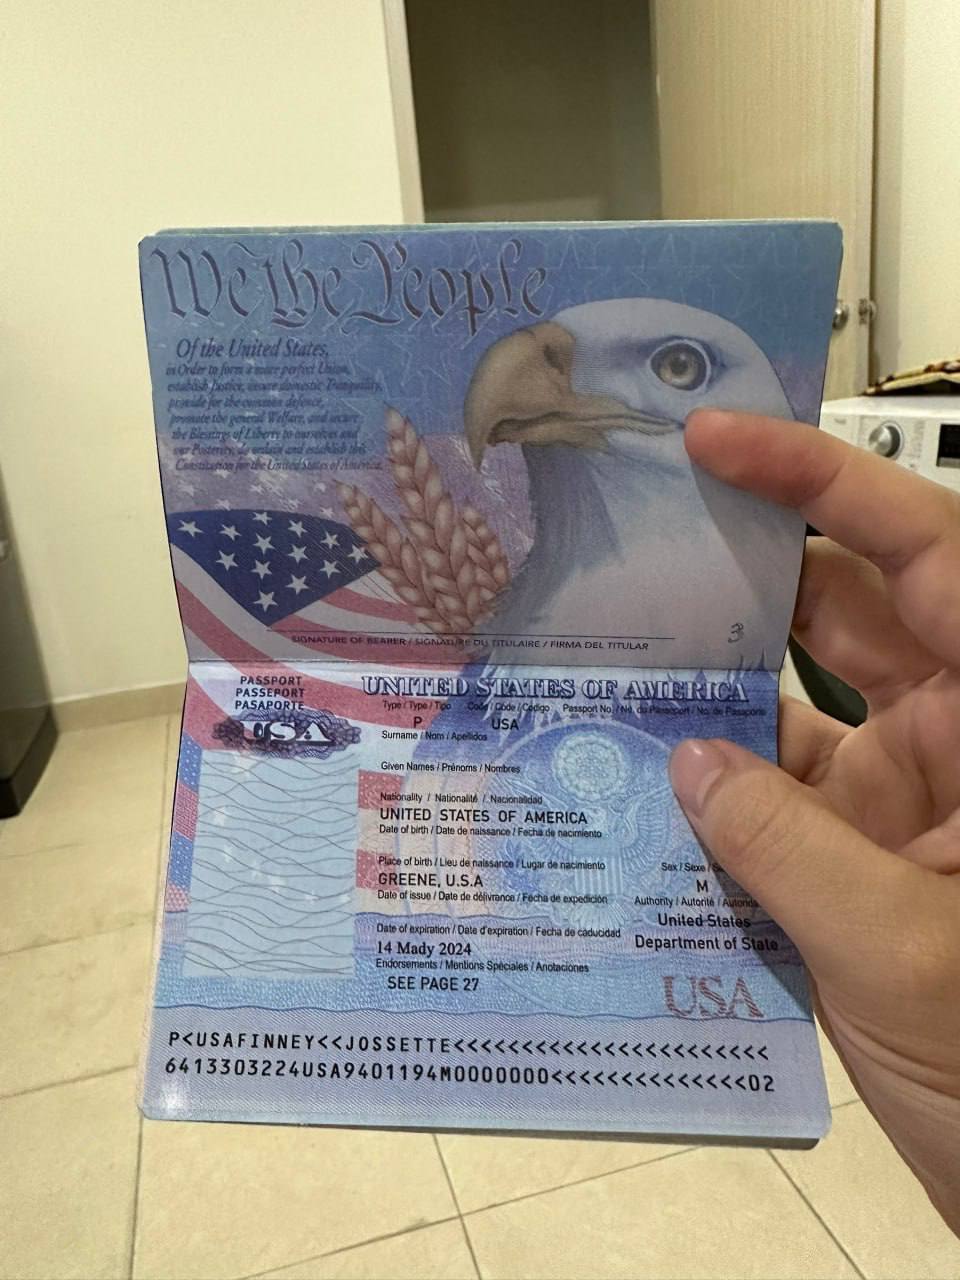 We the People
Of the United States,
in Order to form a more perfect Union,
establish Justice, insure domestic Tranquility,
provide for the common defence,
promote the general Welfare, and secure
the Blessings of Liberty to ourselves and
our Posterity, do ordain and establish this
Constitution for the United States of America.
SIGNATURE OF BEARER / SIGNATURE DU TITULAIRE / FIRMA DEL TITULAR
3
PASSPORT
PASSEPORT
PASAPORTE
USA
UNITED STATES OF AMERICA
Type / Type / Tipo Code / Code / Código Passport No. / No. du Passeport / No. de Pasaporte
P USA
Surname / Nom / Apellidos
Given Names / Prénoms / Nombres
Nationality / Nationalité / Nacionalidad
UNITED STATES OF AMERICA
Date of birth / Date de naissance / Fecha de nacimiento
Place of birth / Lieu de naissance / Lugar de nacimiento Sex / Sexe /
GREENE, U.S.A M
Date of issue / Date de délivrance / Fecha de expedición Authority / Autorité /
United States
Date of expiration / Date d'expiration / Fecha de caducidad
14 Mady 2024 Department of State
Endorsements / Mentions Spéciales / Anotaciones
SEE PAGE 27
USA
P<USAFINNEY<<JOSSETTE<<<<<<<<<<<<<<<<<<<<<<<
6413303224USA9401194M0000000<<<<<<<<<<<<<<02